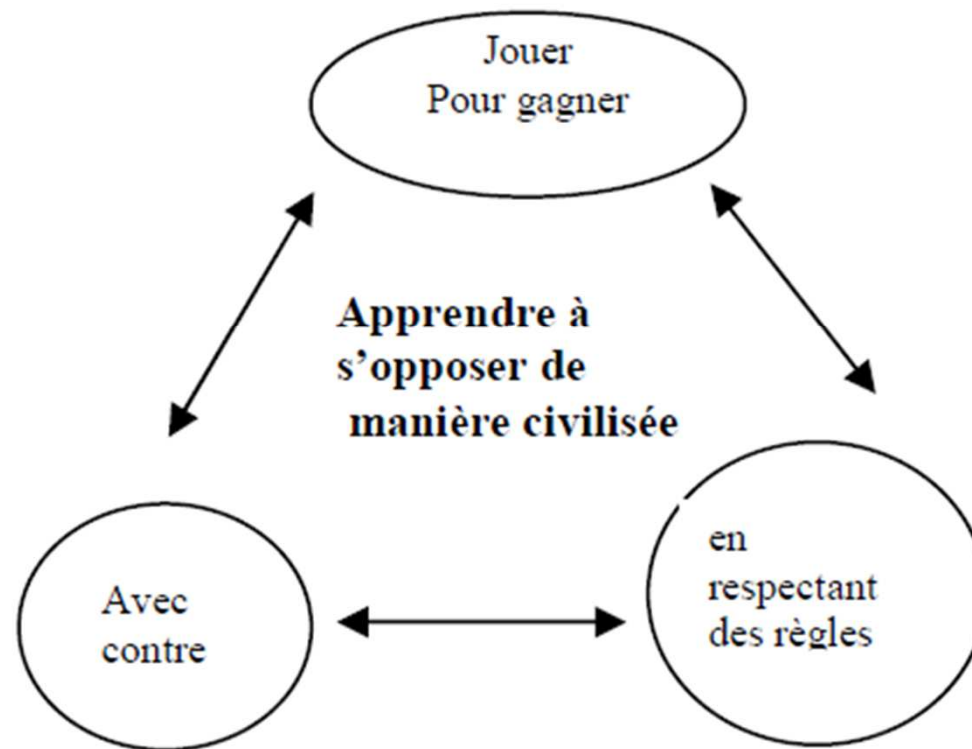 Jouer
Pour gagner
Apprendre à
s’opposer de
manière civilisée
Avec
contre
en
respectant
des règles